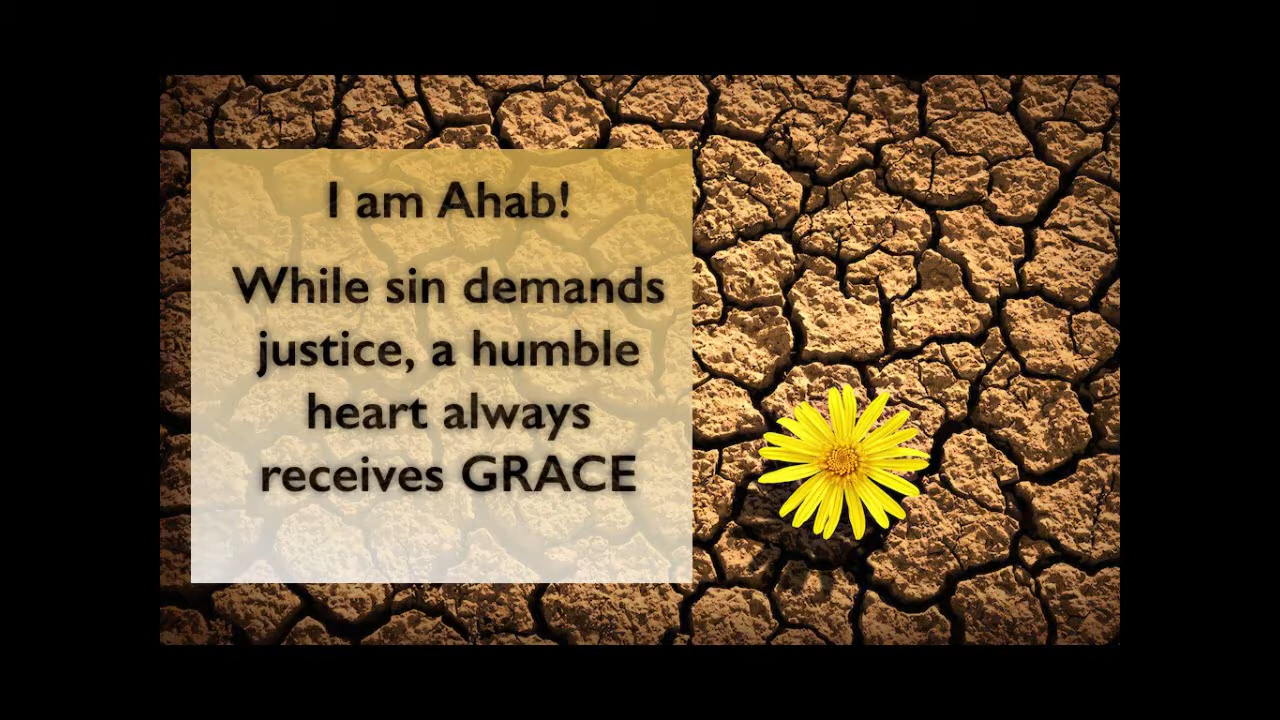 I am Ahab!
While sin demands
justice, a humble
heart always
receives GRACE